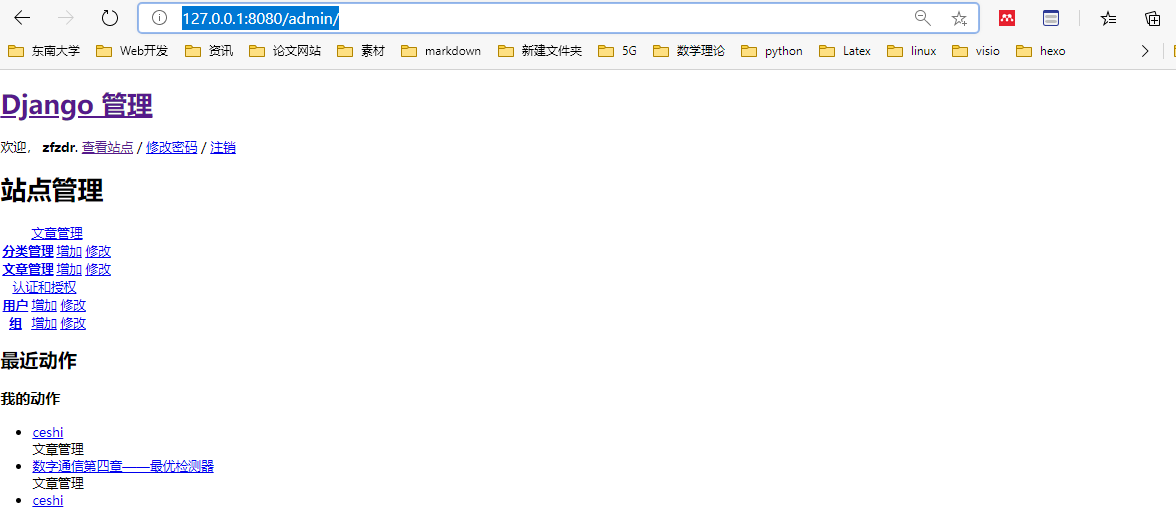 127.0.0.1:8080/admin/
东南大学 Web开发 资讯 论文网站 素材 markdown 新建文件夹 5G 数学理论 python Latex linux visio hexo
Django 管理
欢迎， zfzdr. 查看站点 / 修改密码 / 注销
站点管理
文章管理
分类管理 增加 修改
文章管理 增加 修改
认证和授权
用户 增加 修改
组 增加 修改
最近动作
我的动作
ceshi
文章管理
数字通信第四章——最优检测器
文章管理
ceshi